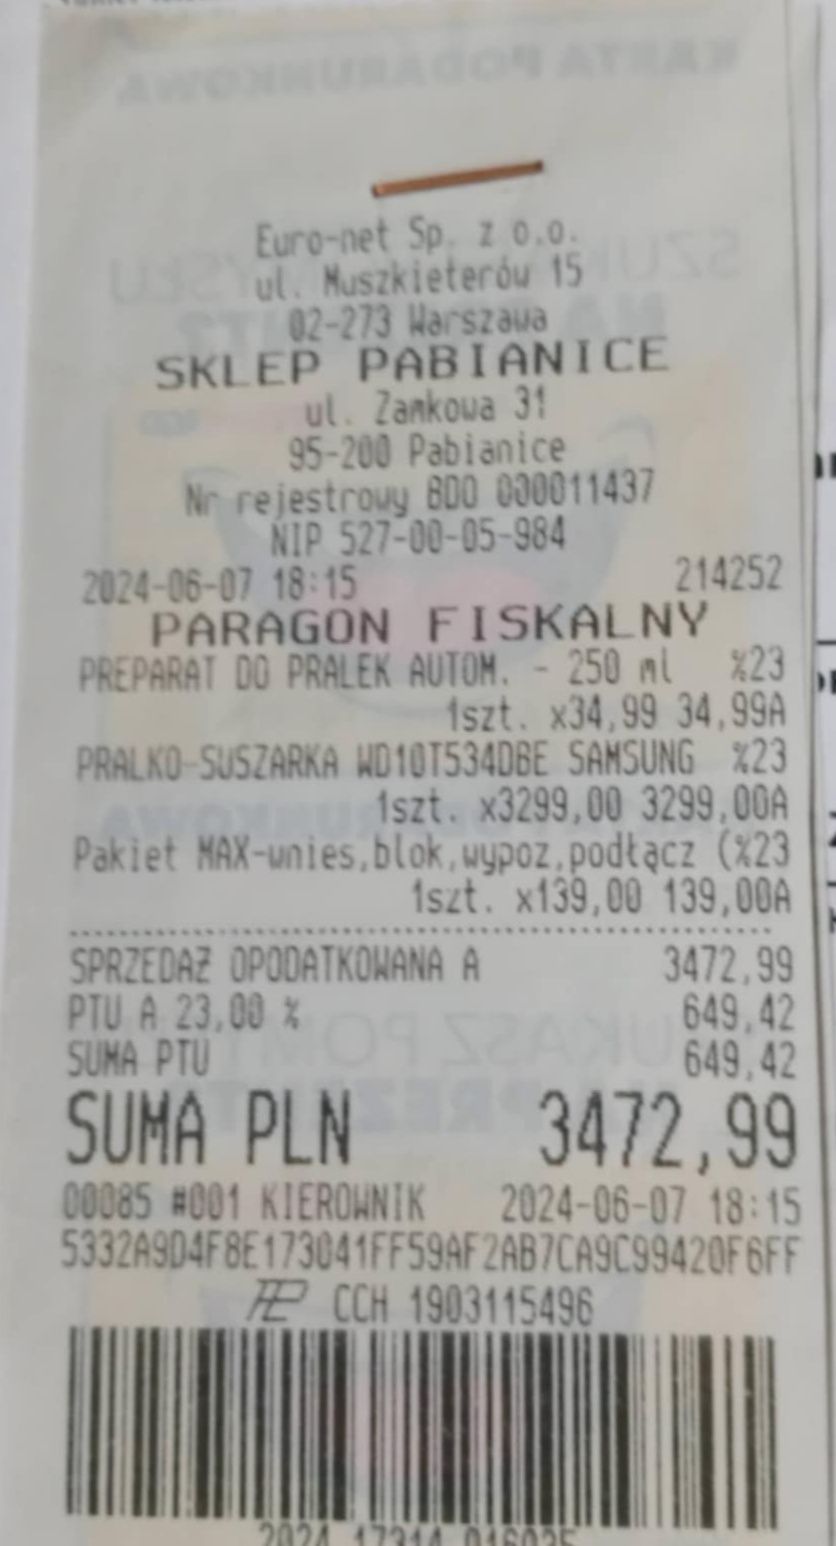 Euro-net Sp. z o.o.
ul. Muszkieterów 15
02-273 Warszawa
SKLEP PABIANICE
ul. Zamkowa 31
95-200 Pabianice
Nr rejestrowy BDO 000011437
NIP 527-00-05-984
2024-06-07 18:15 214252
PARAGON FISKALNY
PREPARAT DO PRALEK AUTOM. - 250 ml %23
1szt. x34,99 34,99A
PRALKO-SUSZARKA WD10T534DBE SAMSUNG %23
1szt. x3299,00 3299,00A
Pakiet MAX-wnies,blok,wypoz,podłącz (%23
1szt. x139,00 139,00A
SPRZEDAŻ OPODATKOWANA A 3472,99
PTU A 23,00 % 649,42
SUMA PTU 649,42
SUMA PLN 3472,99
00085 #001 KIEROWNIK 2024-06-07 18:15
5332A9D4F8E173041FF59AF2AB7CA9C99420F6FF
CCH 1903115496